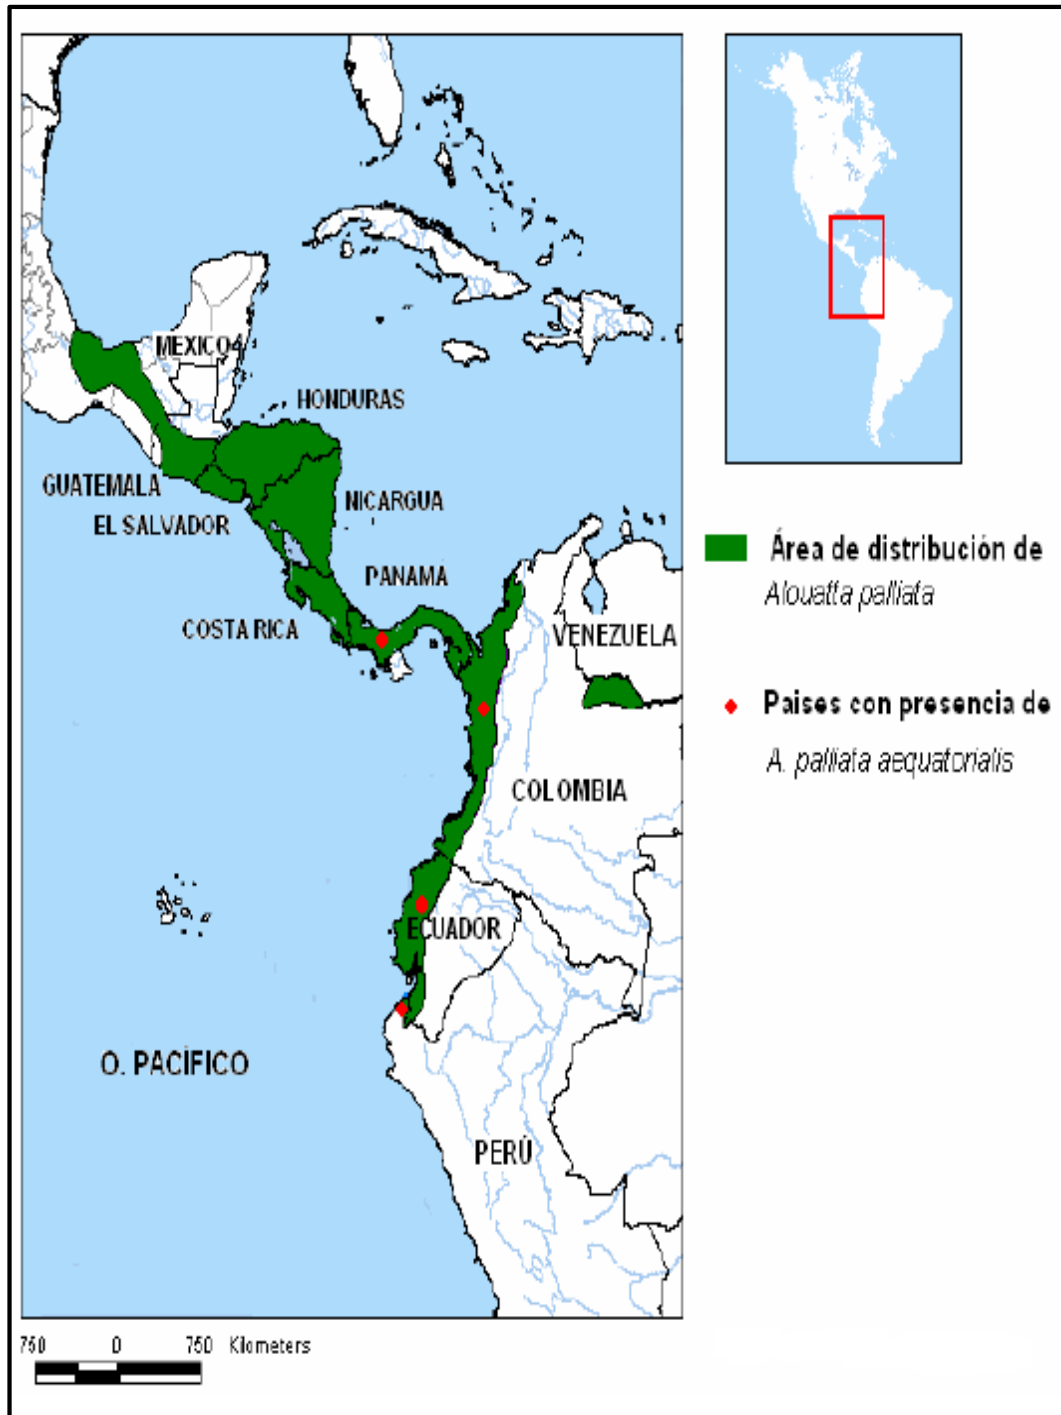 MEXICO
HONDURAS
GUATEMALA
NICARGUA
EL SALVADOR
PANAMÁ
COSTA RICA
VENEZUELA
COLOMBIA
ECUADOR
O. PACÍFICO
PERÚ
750 0 750 Kilometers
Área de distribución de
Alouatta palliata
Paises con presencia de
A. palliata aequatorialis